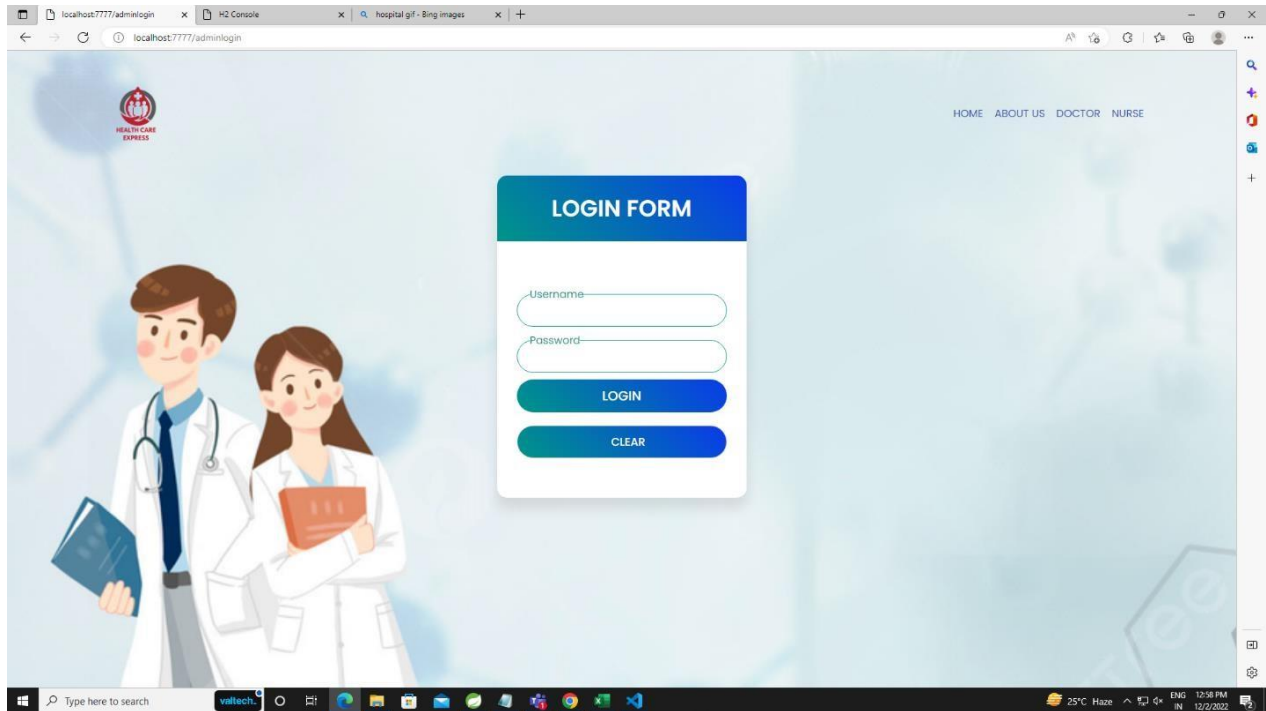 localhost:7777/adminlogin
H2 Console
hospital gif - Bing images
localhost:7777/adminlogin
HEALTH CARE
EXPRESS
HOME ABOUT US DOCTOR NURSE
LOGIN FORM
Username
Password
LOGIN
CLEAR
Type here to search
valtech.
25°C Haze
ENG
IN
12:58 PM
12/2/2022